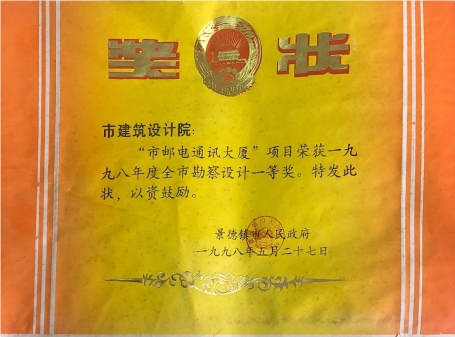 奖状
市建筑设计院：
“市邮电通讯大厦”项目荣获一九
九八年度全市勘察设计一等奖。特发此
状，以资鼓励。
景德镇市人民政府
一九九八年五月二十七日